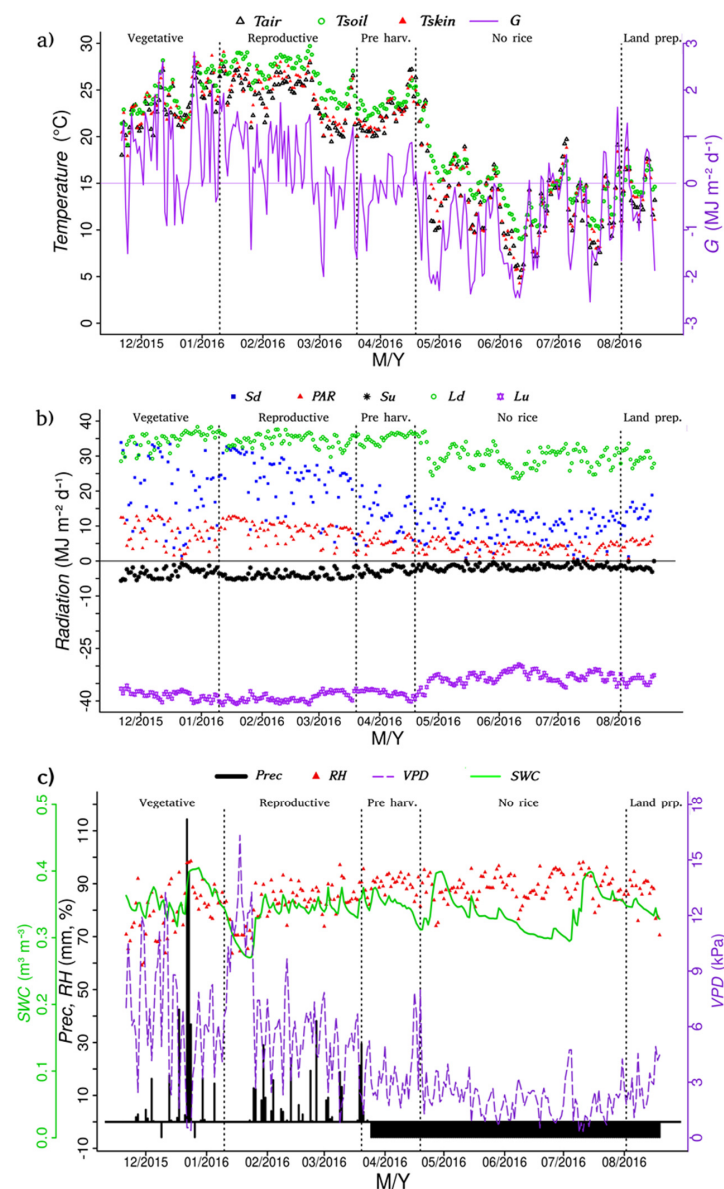 Tair Tsoil Tskin G
a)
Vegetative Reproductive Pre harv. No rice Land prep.
30
25
20
15
10
5
0
Temperature (°C)
3
2
1
0
-1
-2
-3
G (MJ m⁻² d⁻¹)
12/2015 01/2016 02/2016 03/2016 04/2016 05/2016 06/2016 07/2016 08/2016
M/Y
Sd PAR Su Ld Lu
b)
Vegetative Reproductive Pre harv. No rice Land prep.
40
30
20
10
0
-10
-25
-40
Radiation (MJ m⁻² d⁻¹)
12/2015 01/2016 02/2016 03/2016 04/2016 05/2016 06/2016 07/2016 08/2016
M/Y
c)
Prec RH VPD SWC
Vegetative Reproductive Pre harv. No rice Land prp.
0.5
0.4
0.3
0.2
0.1
0.0
SWC (m³ m⁻³)
110
90
70
50
30
10
-10
Prec, RH (mm, %)
18
15
12
9
6
3
0
VPD (kPa)
12/2015 01/2016 02/2016 03/2016 04/2016 05/2016 06/2016 07/2016 08/2016
M/Y